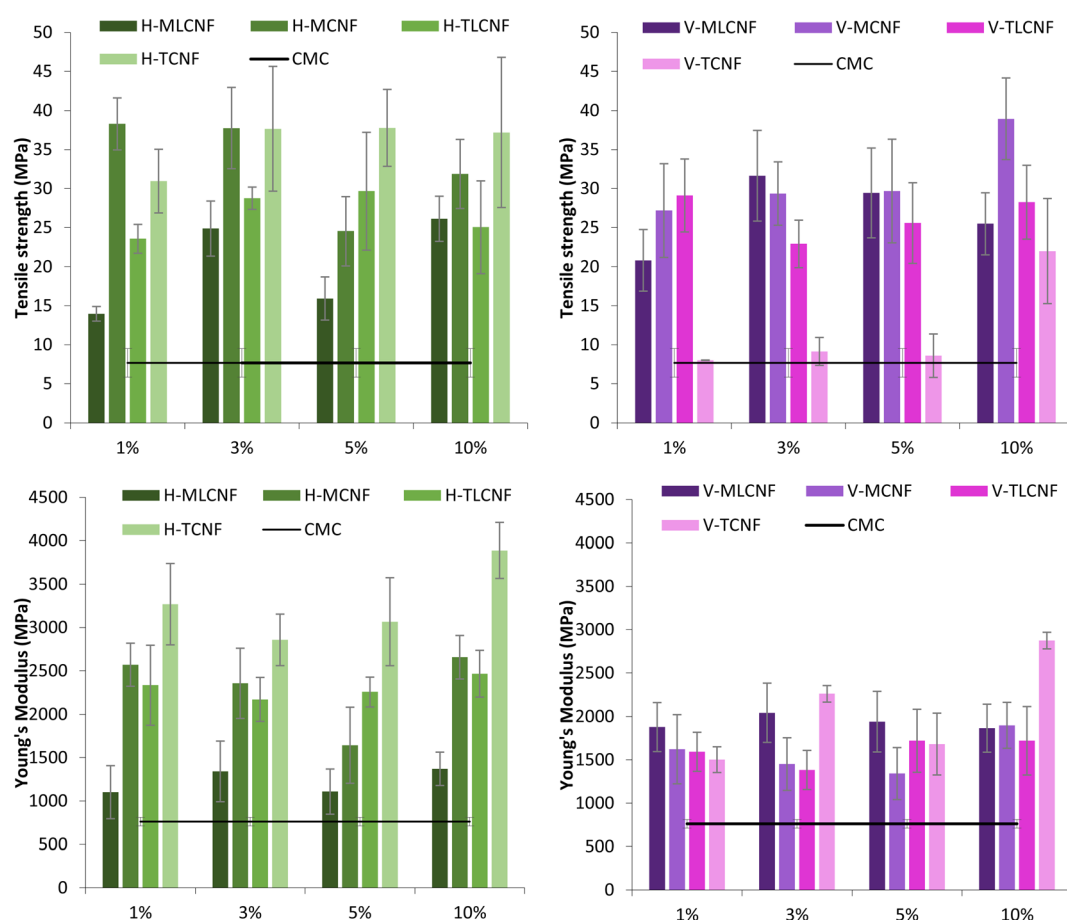 H-MLCNF H-MCNF H-TLCNF
H-TCNF CMC
Tensile strength (MPa)
50
45
40
35
30
25
20
15
10
5
0
1% 3% 5% 10%
V-MLCNF V-MCNF V-TLCNF
V-TCNF CMC
Tensile strength (MPa)
50
45
40
35
30
25
20
15
10
5
0
1% 3% 5% 10%
H-MLCNF H-MCNF H-TLCNF
H-TCNF CMC
Young's Modulus (MPa)
4500
4000
3500
3000
2500
2000
1500
1000
500
0
1% 3% 5% 10%
V-MLCNF V-MCNF V-TLCNF
V-TCNF CMC
Young's Modulus (MPa)
4500
4000
3500
3000
2500
2000
1500
1000
500
0
1% 3% 5% 10%